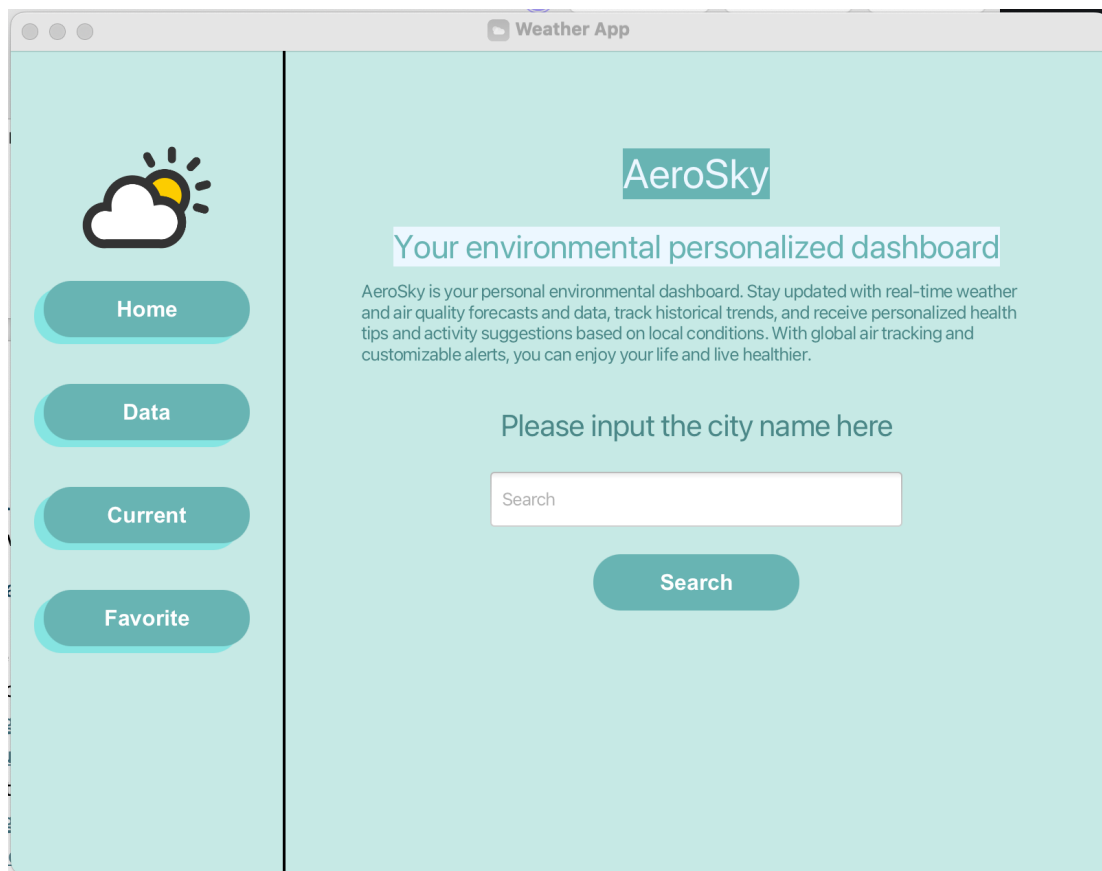 Weather App
Home
Data
Current
Favorite
AeroSky
Your environmental personalized dashboard
AeroSky is your personal environmental dashboard. Stay updated with real-time weather
and air quality forecasts and data, track historical trends, and receive personalized health
tips and activity suggestions based on local conditions. With global air tracking and
customizable alerts, you can enjoy your life and live healthier.
Please input the city name here
Search
Search